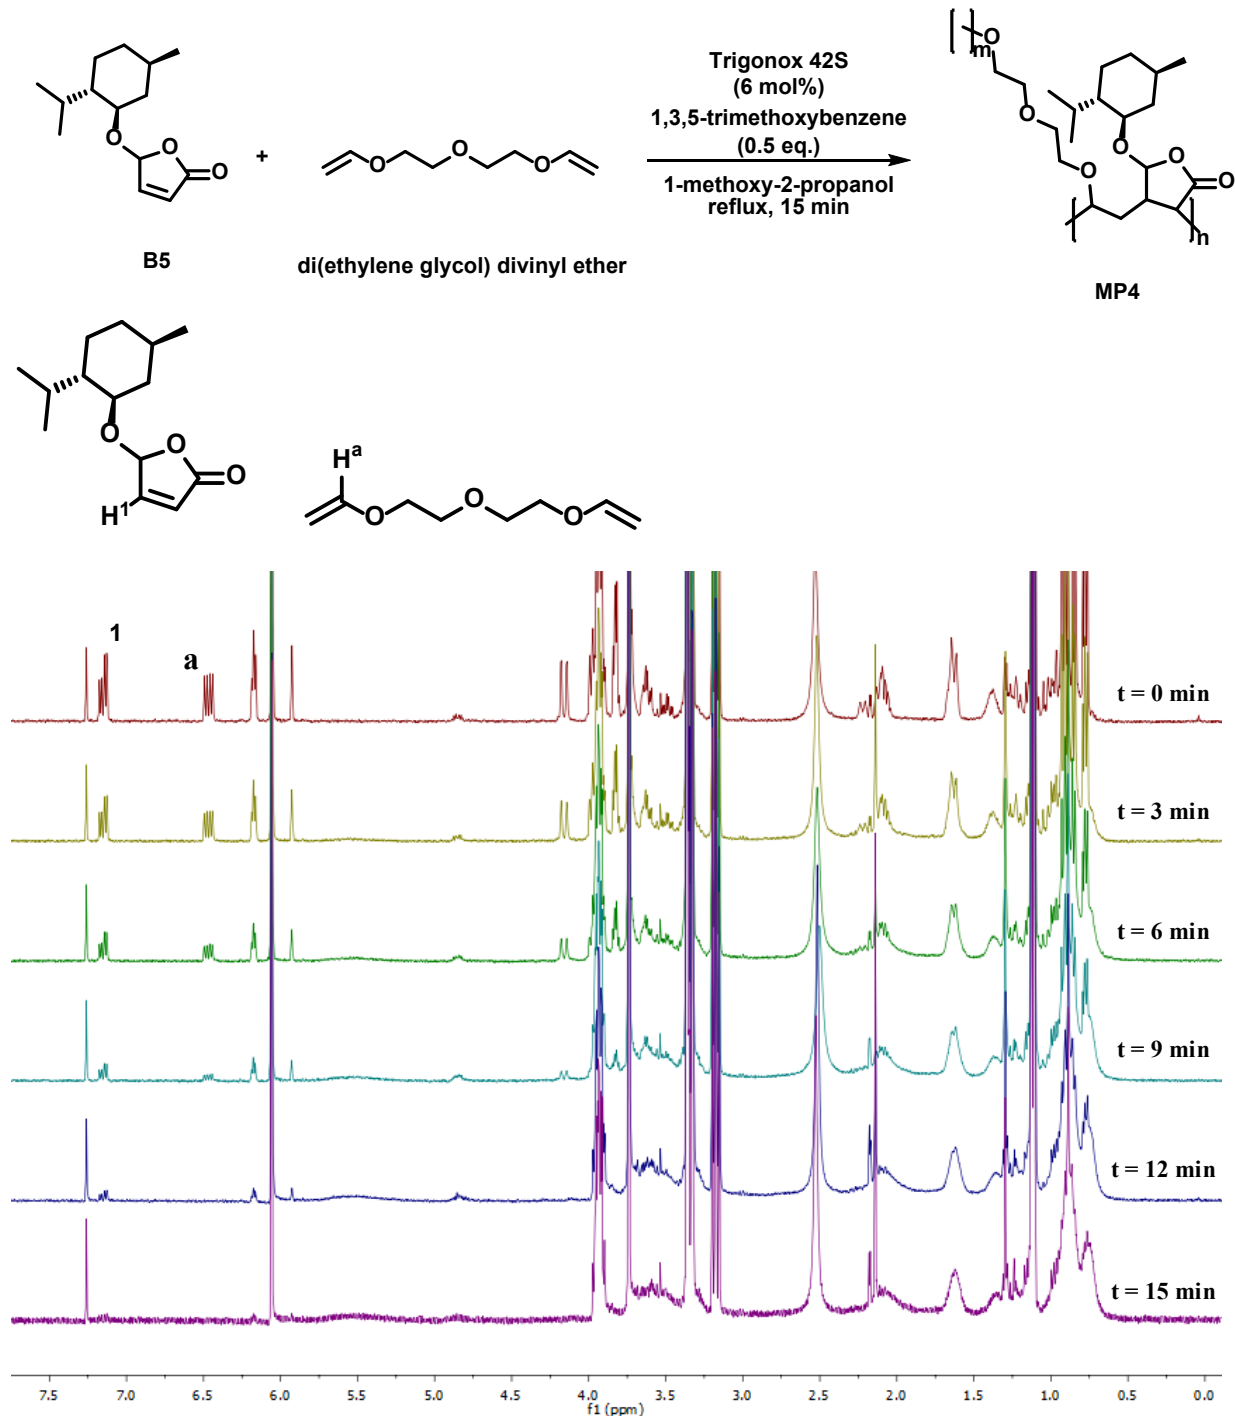 Trigonox 42S
(6 mol%)
1,3,5-trimethoxybenzene
(0.5 eq.)
1-methoxy-2-propanol
reflux, 15 min
O
O
O
+
O
O
O
B5
di(ethylene glycol) divinyl ether
m
O
O
O
O
O
O
n
MP4
O
O
O
H1
Ha
O
O
O
1
a
t = 0 min
t = 3 min
t = 6 min
t = 9 min
t = 12 min
t = 15 min
7.5 7.0 6.5 6.0 5.5 5.0 4.5 4.0 3.5 3.0 2.5 2.0 1.5 1.0 0.5 0.0
f1 (ppm)